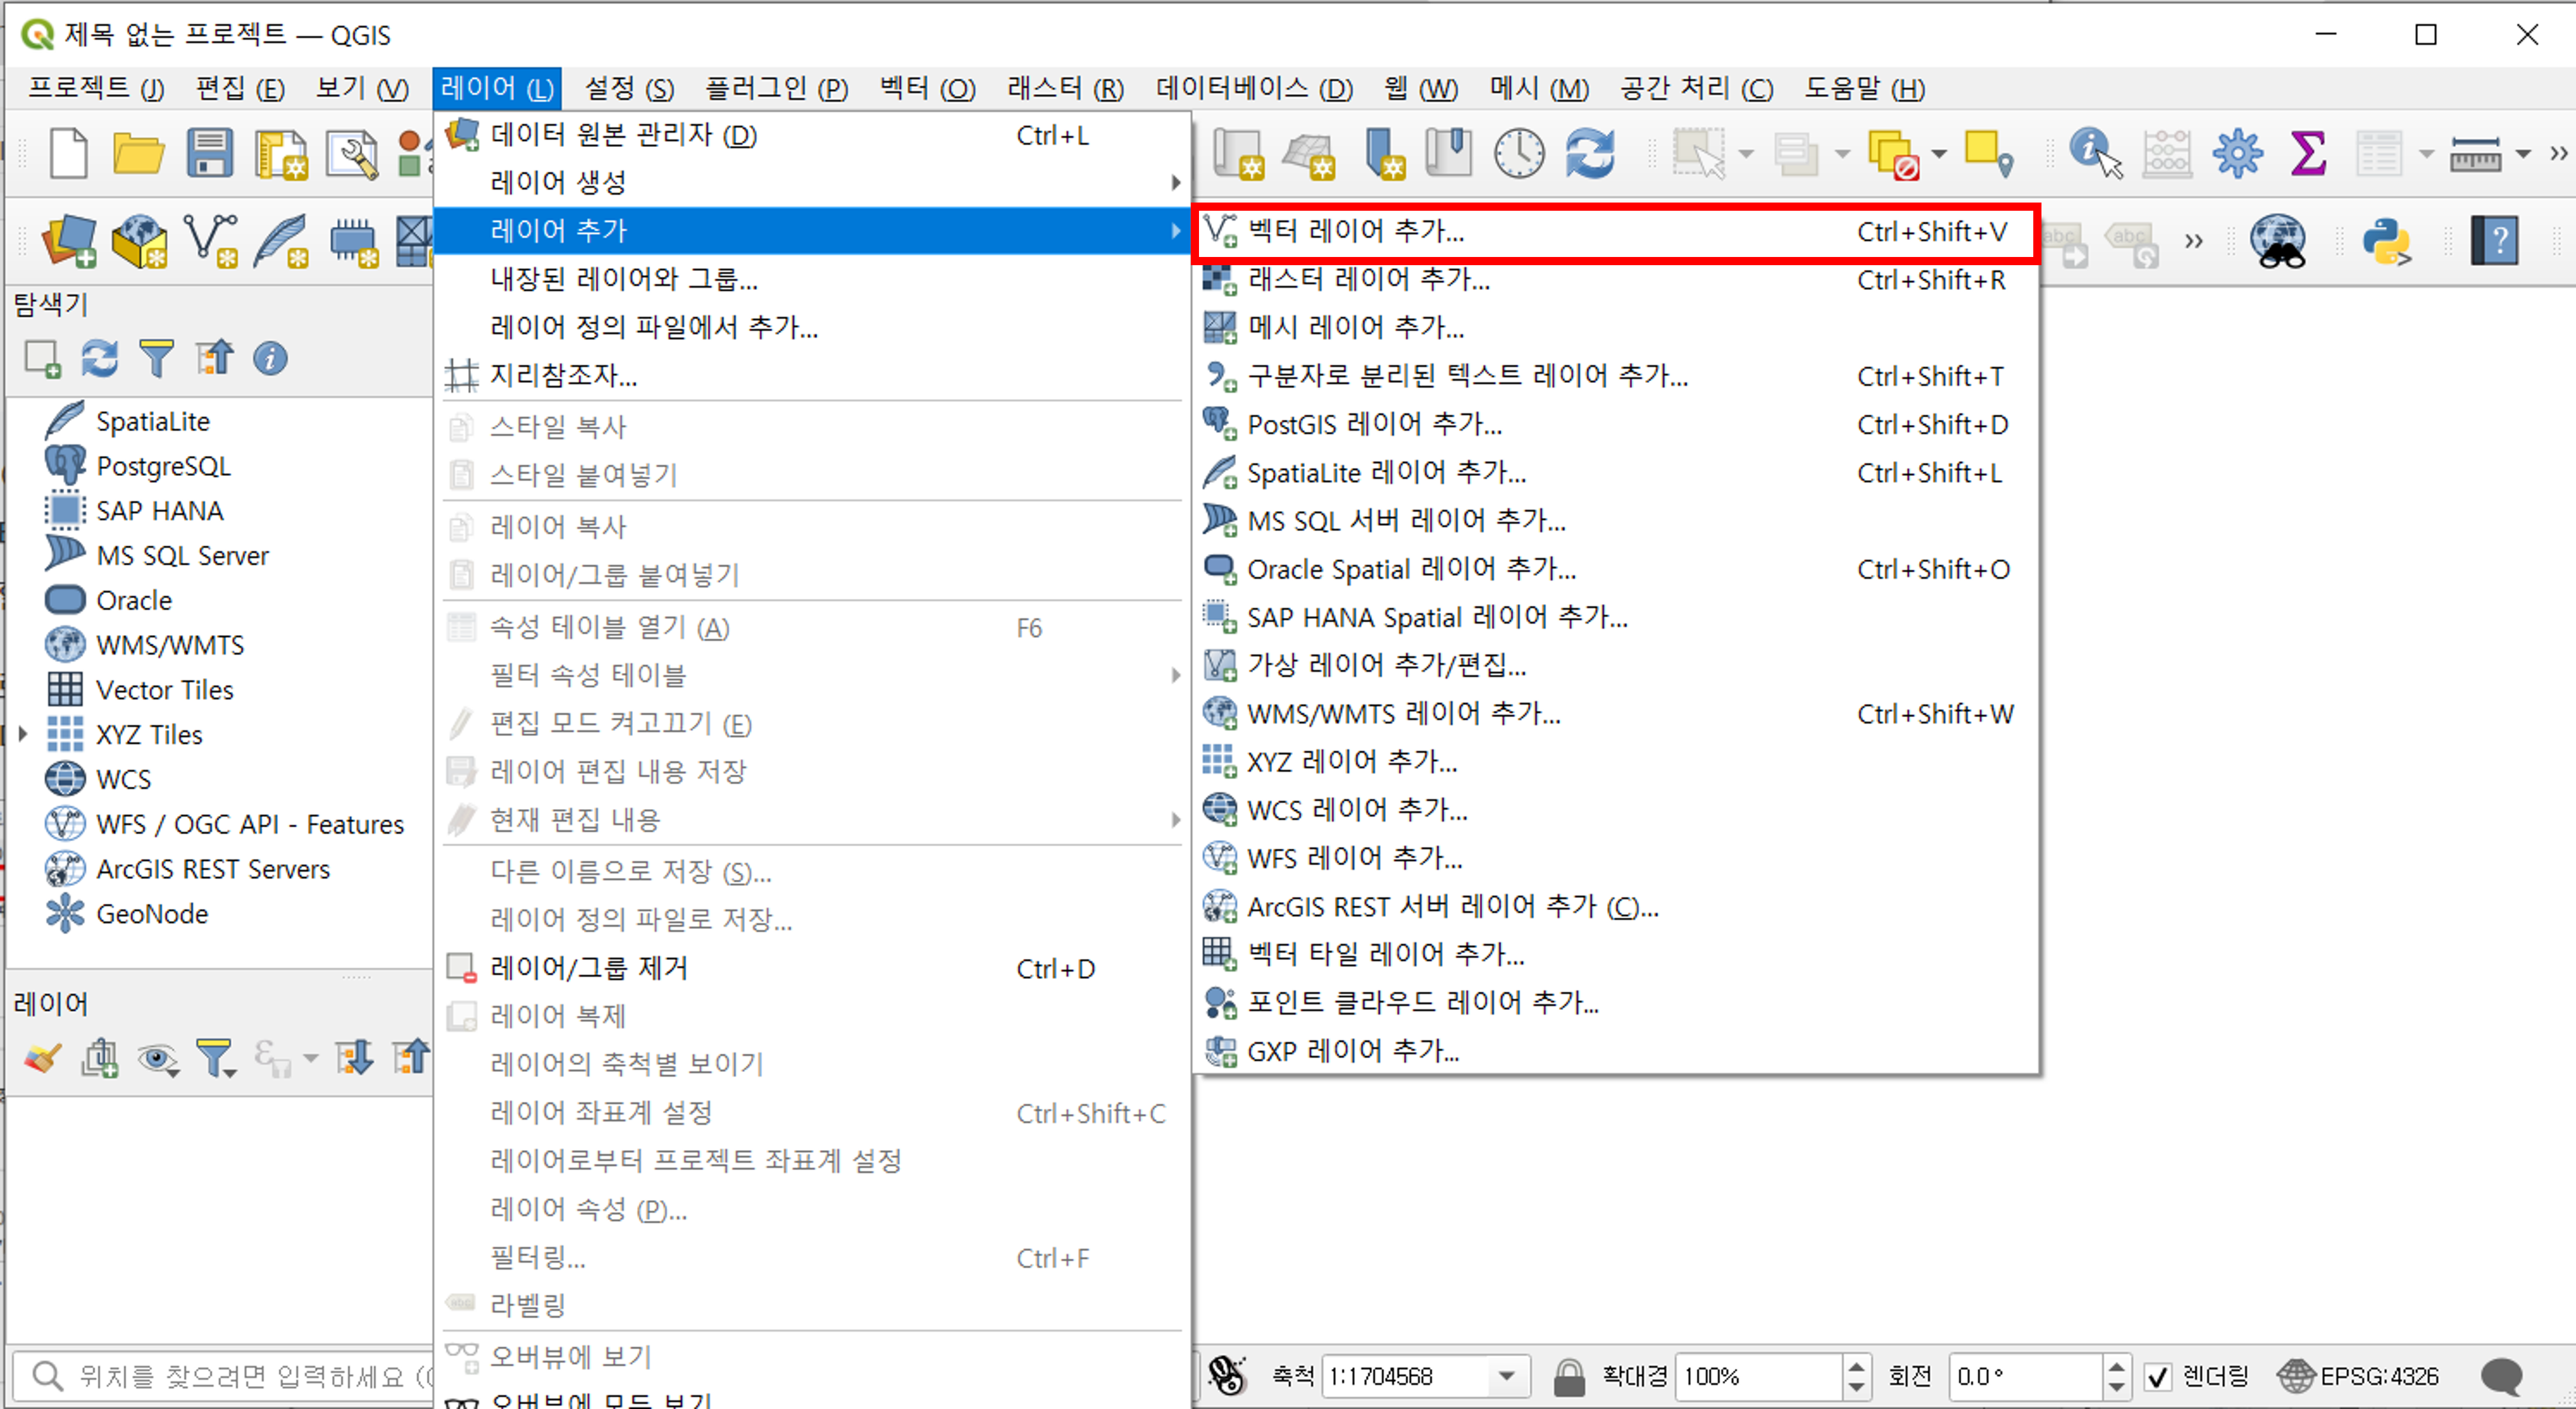 제목 없는 프로젝트 — QGIS
프로젝트 (J) 편집 (E) 보기 (V) 레이어 (L) 설정 (S) 플러그인 (P) 벡터 (O) 래스터 (R) 데이터베이스 (D) 웹 (W) 메시 (M) 공간 처리 (C) 도움말 (H)
탐색기
SpatiaLite
PostgreSQL
SAP HANA
MS SQL Server
Oracle
WMS/WMTS
Vector Tiles
XYZ Tiles
WCS
WFS / OGC API - Features
ArcGIS REST Servers
GeoNode
레이어
데이터 원본 관리자 (D) Ctrl+L
레이어 생성
레이어 추가
내장된 레이어와 그룹...
레이어 정의 파일에서 추가...
지리참조자...
스타일 복사
스타일 붙여넣기
레이어 복사
레이어/그룹 붙여넣기
속성 테이블 열기 (A) F6
필터 속성 테이블
편집 모드 켜고끄기 (E)
레이어 편집 내용 저장
현재 편집 내용
다른 이름으로 저장 (S)...
레이어 정의 파일로 저장...
레이어/그룹 제거 Ctrl+D
레이어 복제
레이어의 축척별 보이기
레이어 좌표계 설정 Ctrl+Shift+C
레이어로부터 프로젝트 좌표계 설정
레이어 속성 (P)...
필터링... Ctrl+F
라벨링
오버뷰에 보기
오버뷰에 모두 보기
벡터 레이어 추가... Ctrl+Shift+V
래스터 레이어 추가... Ctrl+Shift+R
메시 레이어 추가...
구분자로 분리된 텍스트 레이어 추가... Ctrl+Shift+T
PostGIS 레이어 추가... Ctrl+Shift+D
SpatiaLite 레이어 추가... Ctrl+Shift+L
MS SQL 서버 레이어 추가...
Oracle Spatial 레이어 추가... Ctrl+Shift+O
SAP HANA Spatial 레이어 추가...
가상 레이어 추가/편집...
WMS/WMTS 레이어 추가... Ctrl+Shift+W
XYZ 레이어 추가...
WCS 레이어 추가...
WFS 레이어 추가...
ArcGIS REST 서버 레이어 추가 (C)...
벡터 타일 레이어 추가...
포인트 클라우드 레이어 추가...
GXP 레이어 추가...
위치를 찾으려면 입력하세요 축척 1:1704568 확대경 100% 회전 0.0 ° 렌더링 EPSG:4326